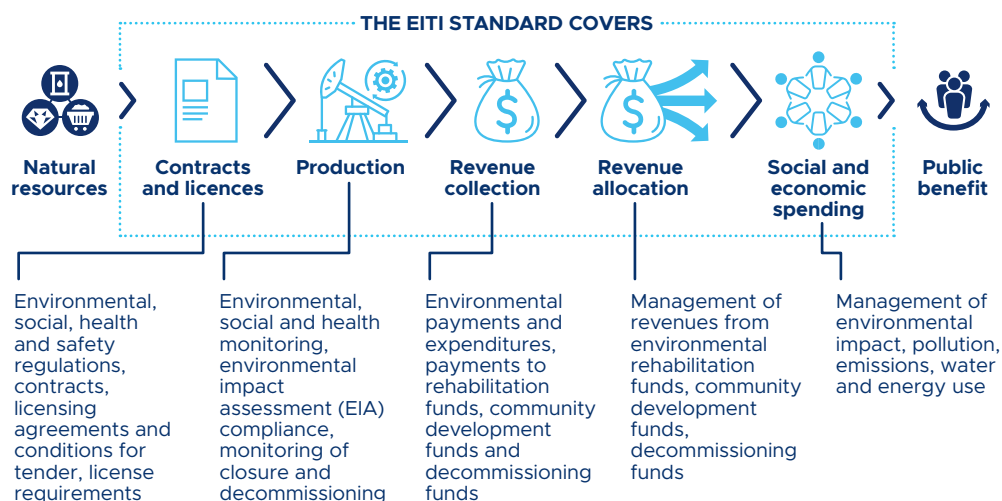 THE EITI STANDARD COVERS
$
$
Natural
resources
Contracts
and licences
Production
Revenue
collection
Revenue
allocation
Social and
economic
spending
Public
benefit
Environmental,
social, health
and safety
regulations,
contracts,
licensing
agreements and
conditions for
tender, license
requirements
Environmental,
social and health
monitoring,
environmental
impact
assessment (EIA)
compliance,
monitoring of
closure and
decommissioning
Environmental
payments and
expenditures,
payments to
rehabilitation
funds, community
development
funds and
decommissioning
funds
Management of
revenues from
environmental
rehabilitation
funds, community
development
funds,
decommissioning
funds
Management of
environmental
impact, pollution,
emissions, water
and energy use